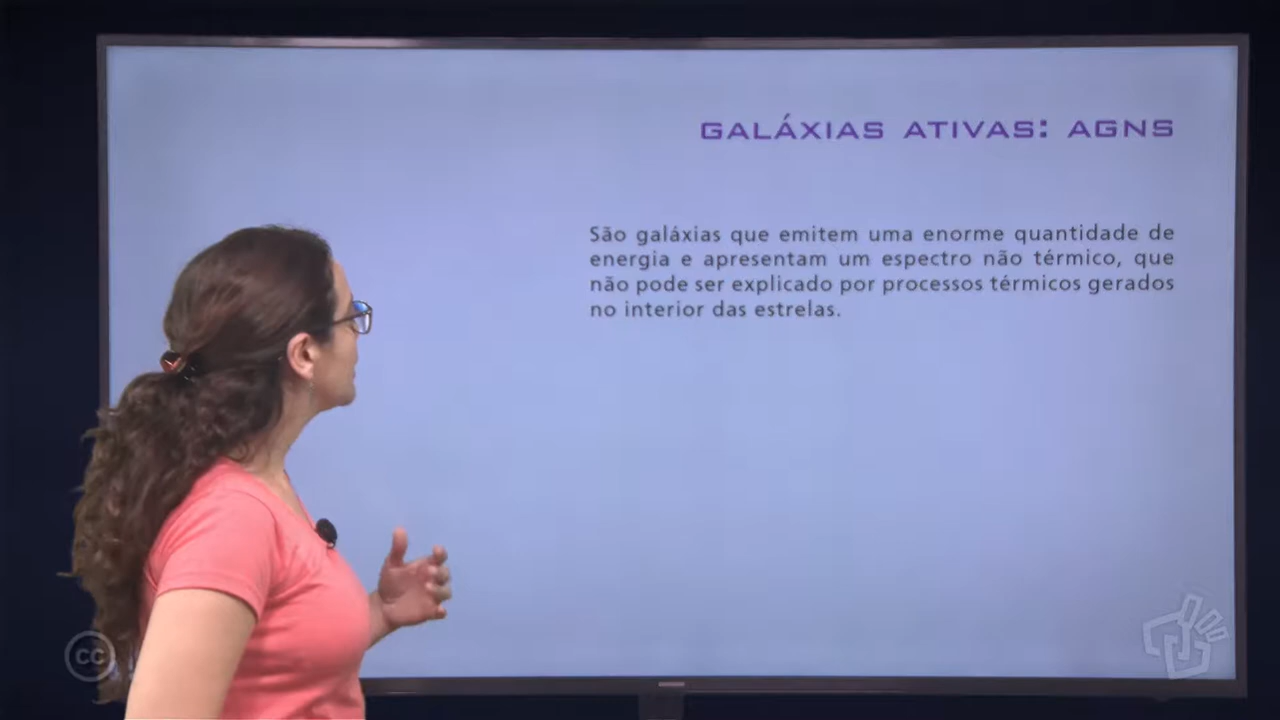 GALÁXIAS ATIVAS: AGNS
São galáxias que emitem uma enorme quantidade de
energia e apresentam um espectro não térmico, que
não pode ser explicado por processos térmicos gerados
no interior das estrelas.
cc